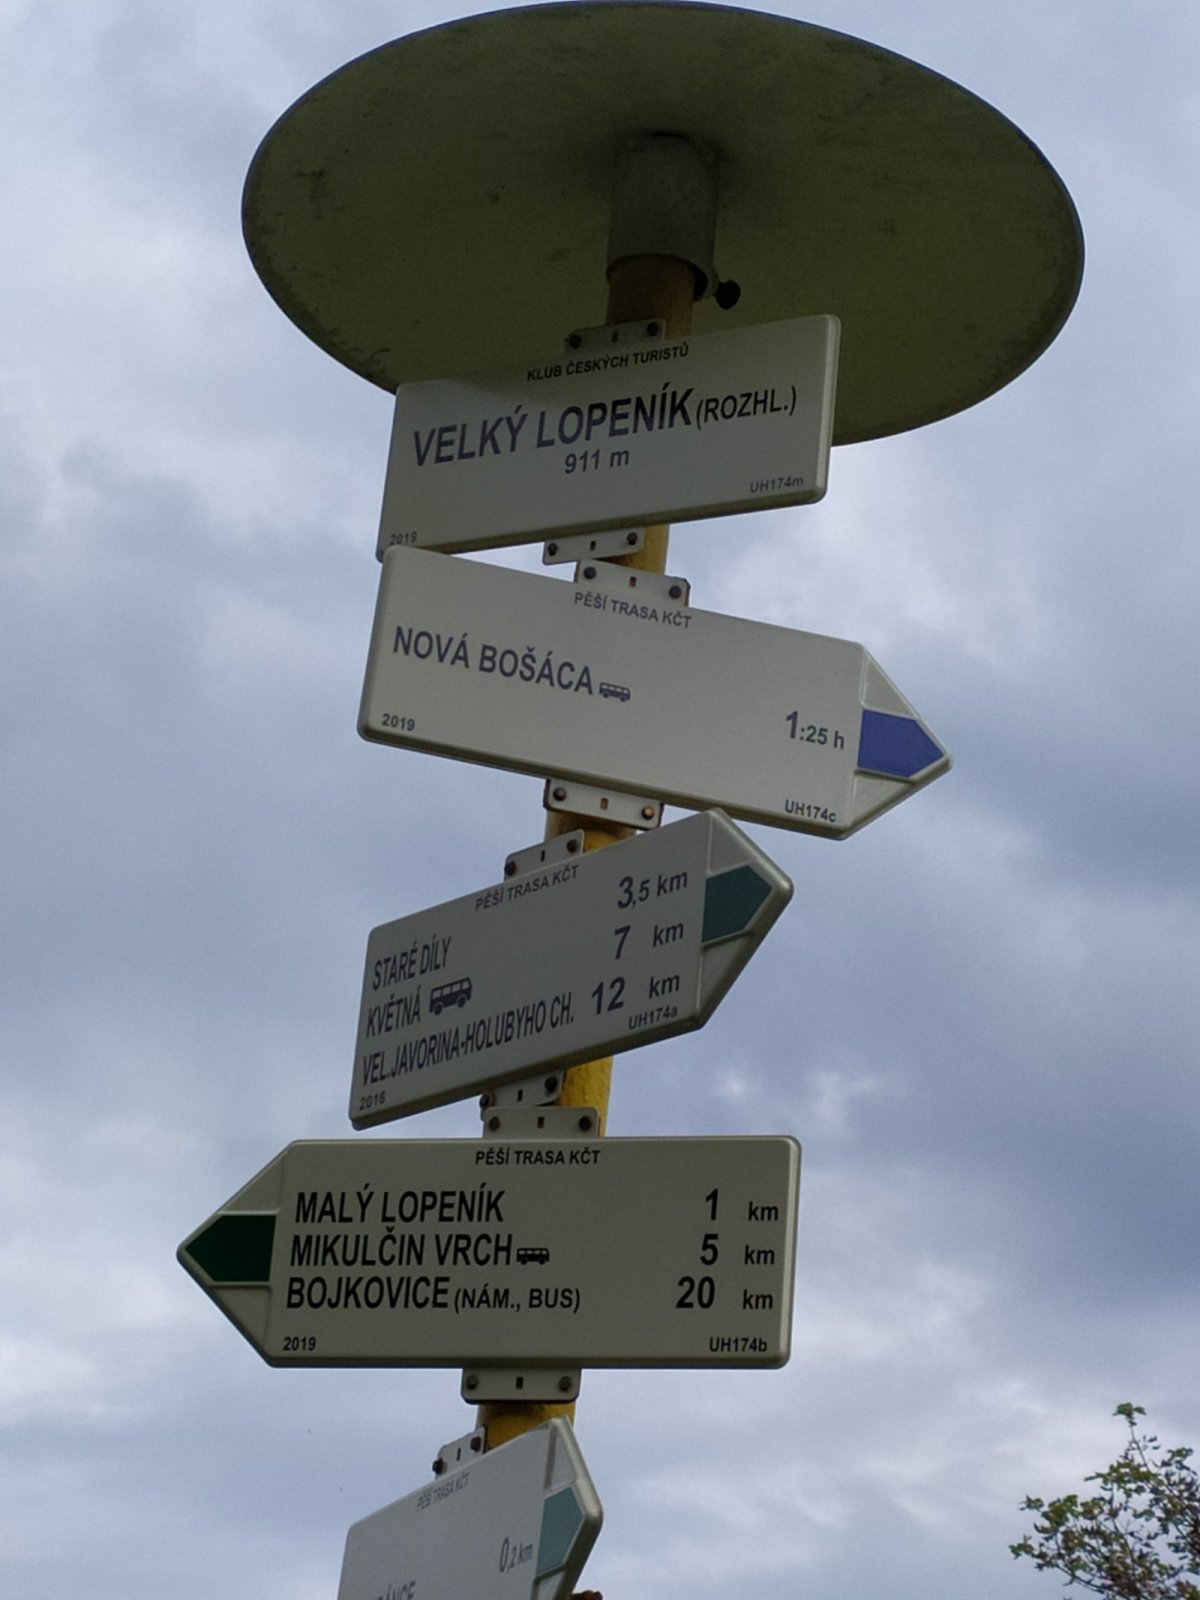 KLUB ČESKÝCH TURISTŮ
VELKÝ LOPENÍK (ROZHL.)
911 m
UH174m
2019
PĚŠÍ TRASA KČT
NOVÁ BOŠÁCA
1:25 h
2019
UH174c
PĚŠÍ TRASA KČT
STARÉ DÍLY 3,5 km
KVĚTNÁ 7 km
VEL.JAVORINA-HOLUBYHO CH. 12 km
2016 UH174a
PĚŠÍ TRASA KČT
MALÝ LOPENÍK 1 km
MIKULČIN VRCH 5 km
BOJKOVICE (NÁM., BUS) 20 km
2019 UH174b
PĚŠÍ TRASA KČT
0,2 km